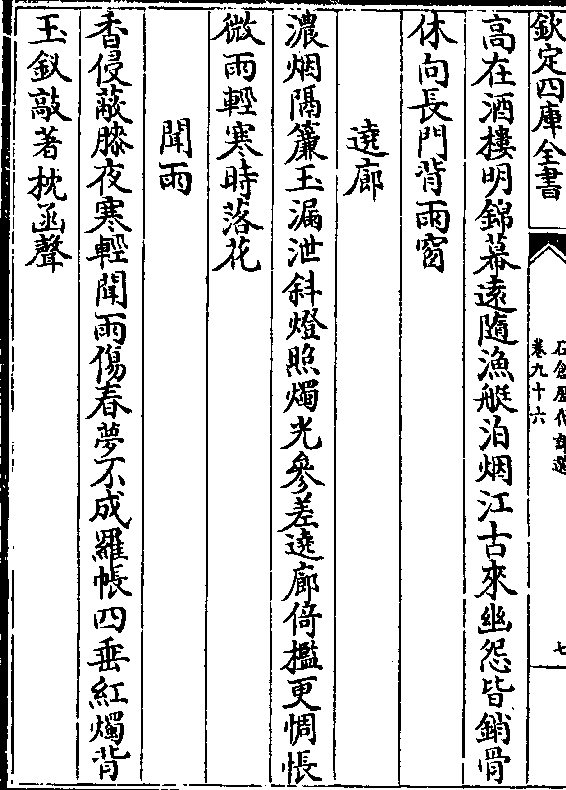 欽定四庫全書
石倉歷代詩選
卷九十六
七
高在酒樓明錦幕遠隨漁艇泊烟江古來幽怨皆銷骨
休向長門背雨窗
遶廊
濃烟隔簾玉漏泄斜燈照燭光參差遶廊倚檻更惆悵
微雨輕寒時落花
聞雨
香侵蔽膝夜寒輕聞雨傷春夢不成羅帳四垂紅燭背
玉釵敲著枕函聲